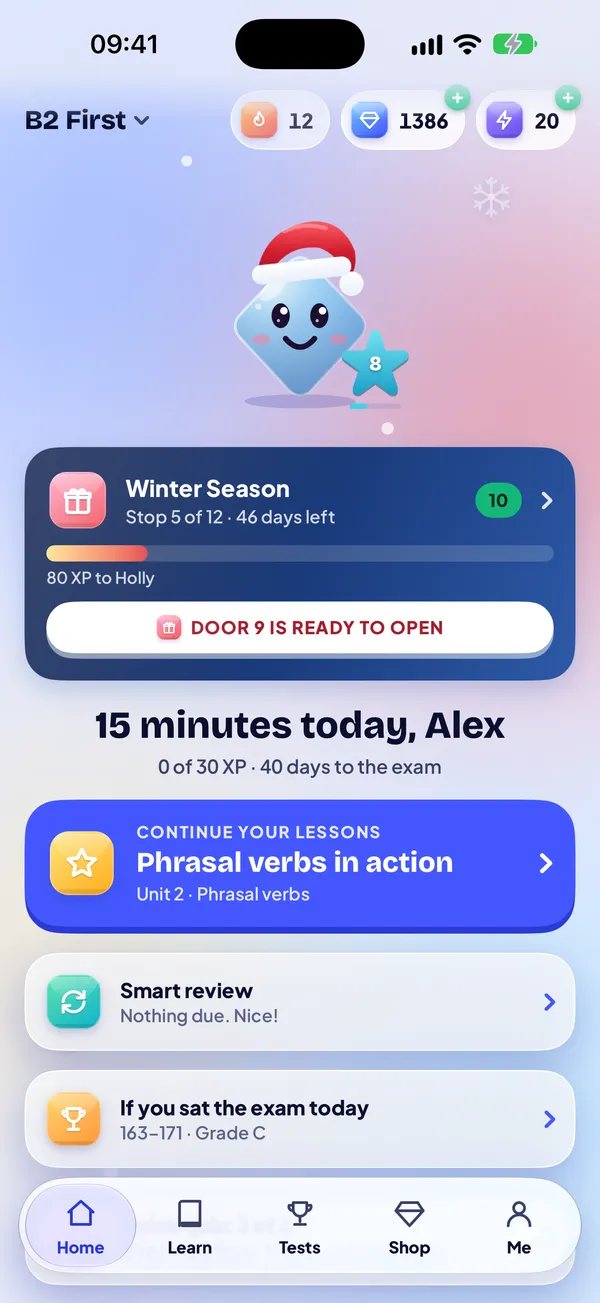 09:41
B2 First
12
1386
20
8
Winter Season
Stop 5 of 12 · 46 days left
10
80 XP to Holly
DOOR 9 IS READY TO OPEN
15 minutes today, Alex
0 of 30 XP · 40 days to the exam
CONTINUE YOUR LESSONS
Phrasal verbs in action
Unit 2 · Phrasal verbs
Smart review
Nothing due. Nice!
If you sat the exam today
163–171 · Grade C
Home
Learn
Tests
Shop
Me